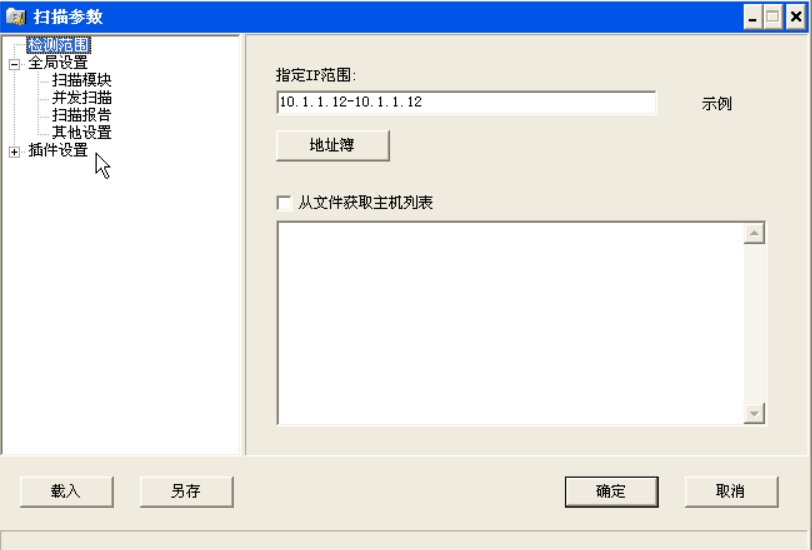 扫描参数
检测范围
全局设置
扫描模块
并发扫描
扫描报告
其他设置
插件设置
指定IP范围:
10.1.1.12-10.1.1.12
示例
地址簿
从文件获取主机列表
载入
另存
确定
取消